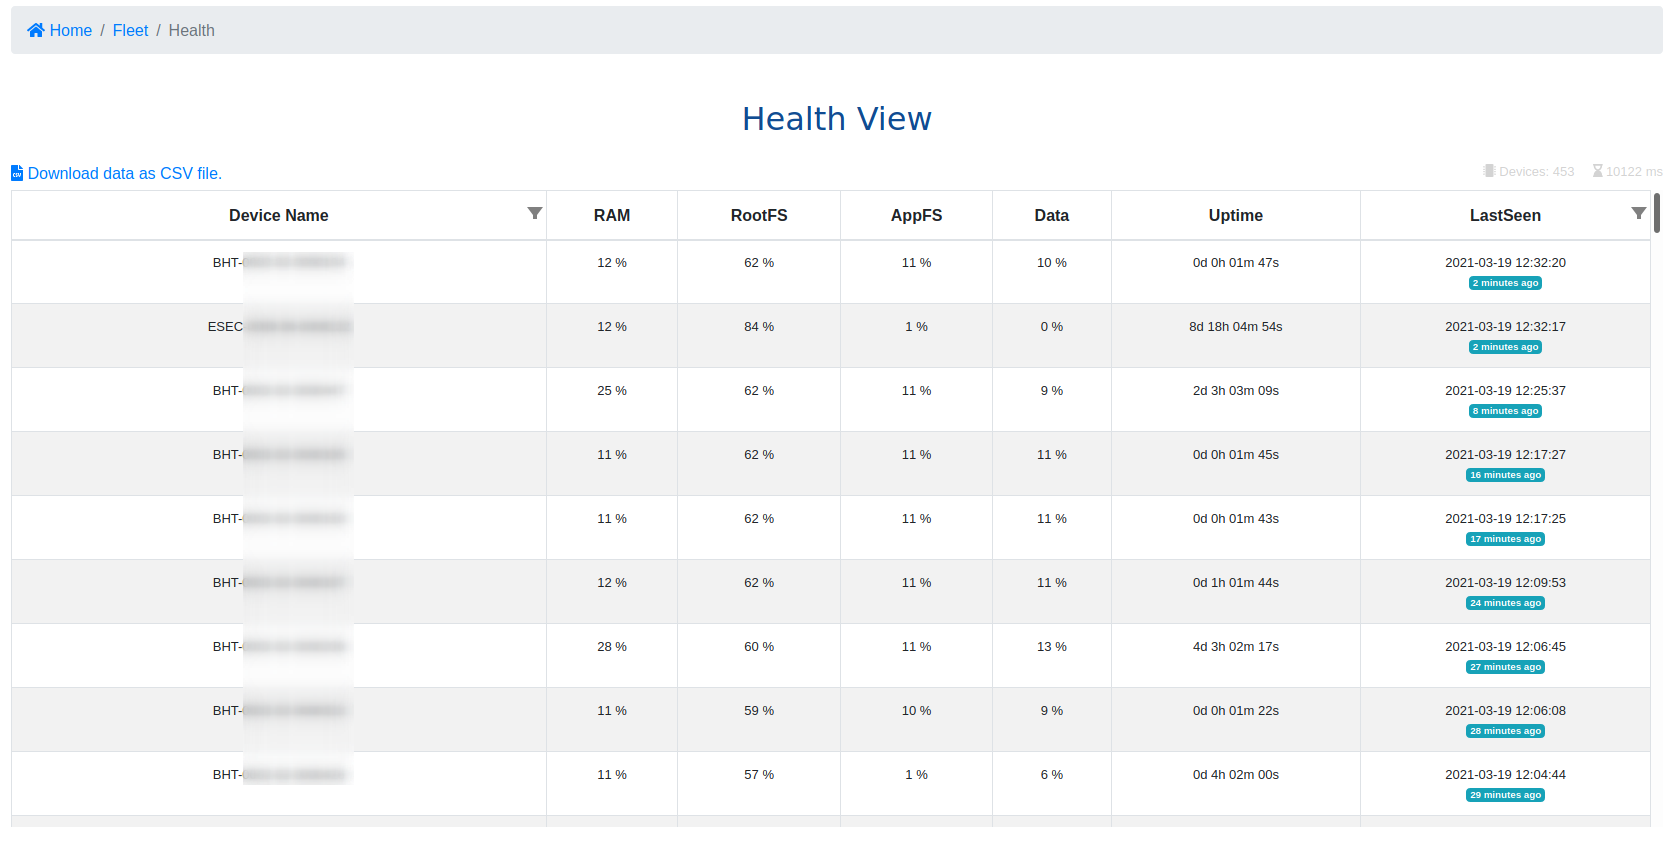 Home / Fleet / Health
Health View
Download data as CSV file.
Devices: 453 10122 ms
Device Name RAM RootFS AppFS Data Uptime LastSeen
BHT- 12 % 62 % 11 % 10 % 0d 0h 01m 47s 2021-03-19 12:32:20
2 minutes ago
ESEC 12 % 84 % 1 % 0 % 8d 18h 04m 54s 2021-03-19 12:32:17
2 minutes ago
BHT- 25 % 62 % 11 % 9 % 2d 3h 03m 09s 2021-03-19 12:25:37
8 minutes ago
BHT- 11 % 62 % 11 % 11 % 0d 0h 01m 45s 2021-03-19 12:17:27
16 minutes ago
BHT- 11 % 62 % 11 % 11 % 0d 0h 01m 43s 2021-03-19 12:17:25
17 minutes ago
BHT- 12 % 62 % 11 % 11 % 0d 1h 01m 44s 2021-03-19 12:09:53
24 minutes ago
BHT- 28 % 60 % 11 % 13 % 4d 3h 02m 17s 2021-03-19 12:06:45
27 minutes ago
BHT- 11 % 59 % 10 % 9 % 0d 0h 01m 22s 2021-03-19 12:06:08
28 minutes ago
BHT- 11 % 57 % 1 % 6 % 0d 4h 02m 00s 2021-03-19 12:04:44
29 minutes ago